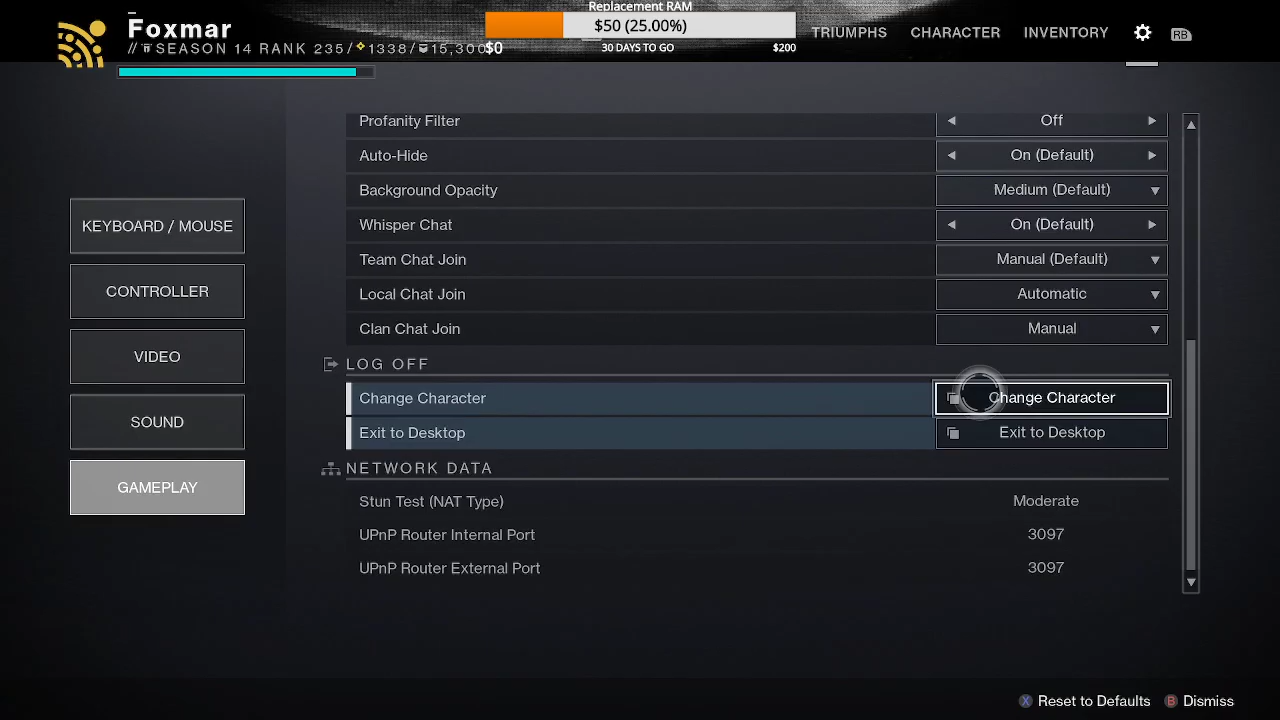 Foxmar
// SEASON 14 RANK 235 / 1338 / 15,300
Replacement RAM
$50 (25.00%)
$0
30 DAYS TO GO
$200
TRIUMPHS
CHARACTER
INVENTORY
RB
KEYBOARD / MOUSE
CONTROLLER
VIDEO
SOUND
GAMEPLAY
Profanity Filter Off
Auto-Hide On (Default)
Background Opacity Medium (Default)
Whisper Chat On (Default)
Team Chat Join Manual (Default)
Local Chat Join Automatic
Clan Chat Join Manual
LOG OFF
Change Character Change Character
Exit to Desktop Exit to Desktop
NETWORK DATA
Stun Test (NAT Type) Moderate
UPnP Router Internal Port 3097
UPnP Router External Port 3097
X Reset to Defaults B Dismiss